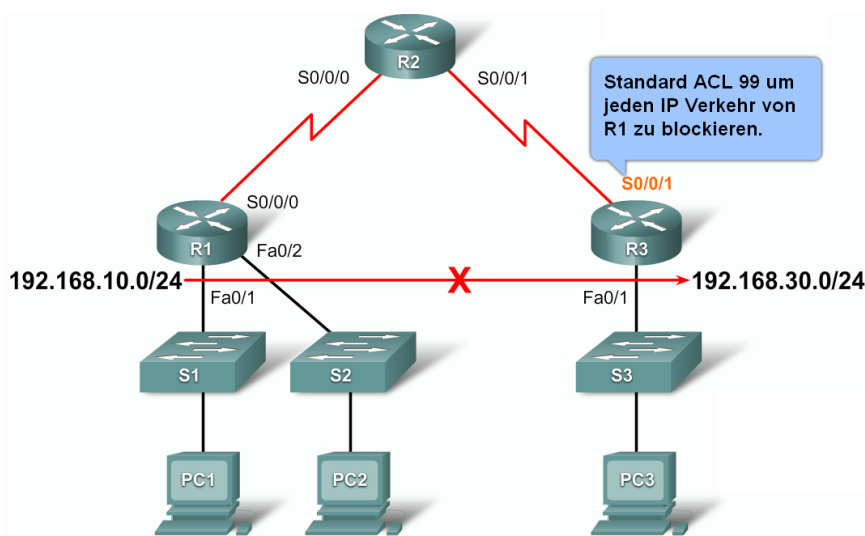 R2
S0/0/0
S0/0/1
Standard ACL 99 um
jeden IP Verkehr von
R1 zu blockieren.
S0/0/1
S0/0/0
R1
Fa0/2
R3
192.168.10.0/24
X
192.168.30.0/24
Fa0/1
Fa0/1
S1
S2
S3
PC1
PC2
PC3